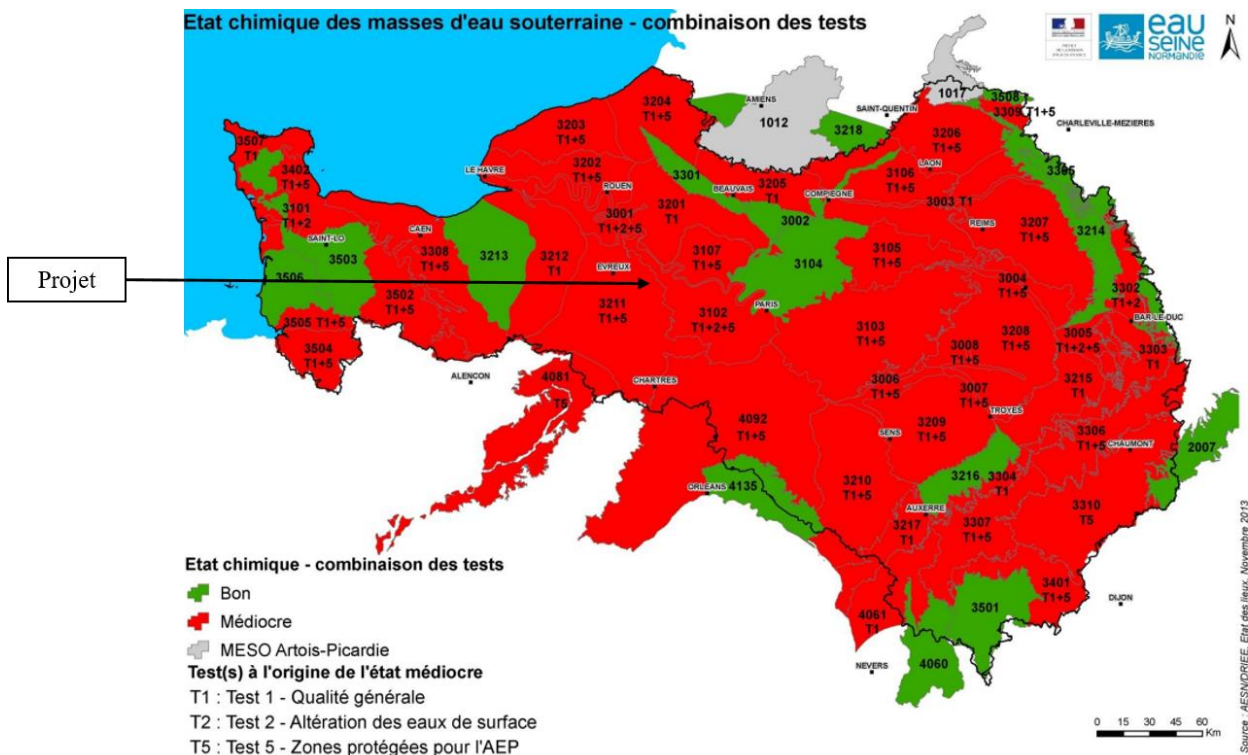 Etat chimique des masses d'eau souterraine - combinaison des tests
eau
SEINE
NORMANDIE
N
Projet
AMIENS
1012
SAINT-QUENTIN
3218
1017
3508
3309 T1+5
CHARLEVILLE-MEZIERES
3204
T1+5
3203
T1+5
3206
T1+5
LAON
3305
3507
T1
3402
T1+5
3101
T1+2
LE HAVRE
3202
T1+5
ROUEN
3301
BEAUVAIS
3205
T1
COMPIEGNE
3106
T1+5
3003 T1
3001
T1+2+5
3201
T1
3002
REIMS
3207
T1+5
3214
SAINT-LO
3503
CAEN
3308
T1+5
3213
3212
T1
EVREUX
3107
T1+5
3104
3105
T1+5
3506
3502
T1+5
3211
T1+5
PARIS
3004
T1+5
3302
T1+2
BAR-LE-DUC
3505 T1+5
3504
T1+5
3102
T1+2+5
3103
T1+5
3008
T1+5
3208
T1+5
3005
T1+2+5
3303
T1
ALENCON
4081
T5
CHARTRES
3006
T1+5
3007
T1+5
TROYES
3215
T1
4092
T1+5
SENS
3209
T1+5
3306
T1+5
CHAUMONT
2007
ORLEANS
4135
3210
T1+5
3216
3304
T1
AUXERRE
3217
T1
3307
T1+5
3310
T5
4061
T1
3501
3401
T1+5
DIJON
NEVERS
4060
Etat chimique - combinaison des tests
Bon
Médiocre
MESO Artois-Picardie
Test(s) à l'origine de l'état médiocre
T1 : Test 1 - Qualité générale
T2 : Test 2 - Altération des eaux de surface
T5 : Test 5 - Zones protégées pour l'AEP
0 15 30 45 60
Km
Source : AESN/DRIEE, Etat des lieux, Novembre 2013